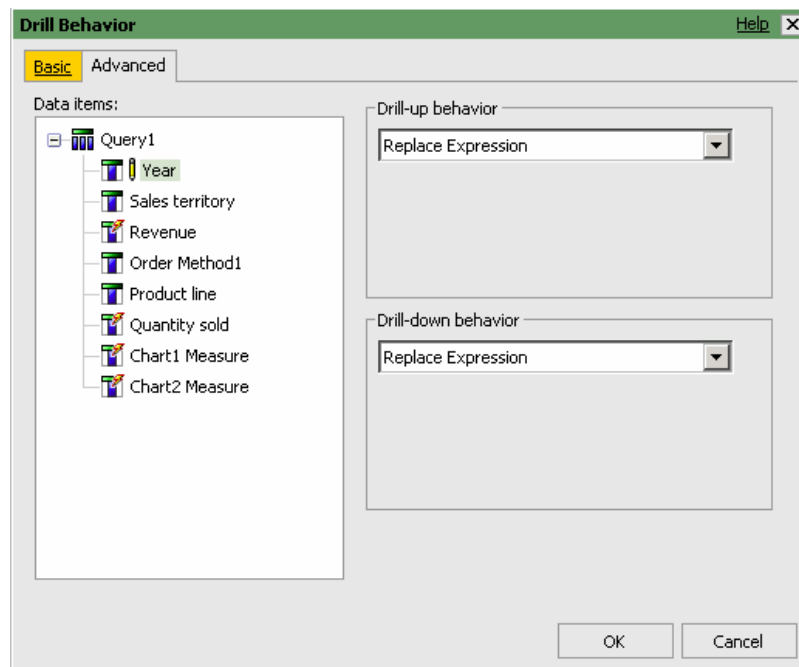 Drill Behavior Help
Basic Advanced
Data items:
Query1
Year
Sales territory
Revenue
Order Method1
Product line
Quantity sold
Chart1 Measure
Chart2 Measure
Drill-up behavior
Replace Expression
Drill-down behavior
Replace Expression
OK Cancel